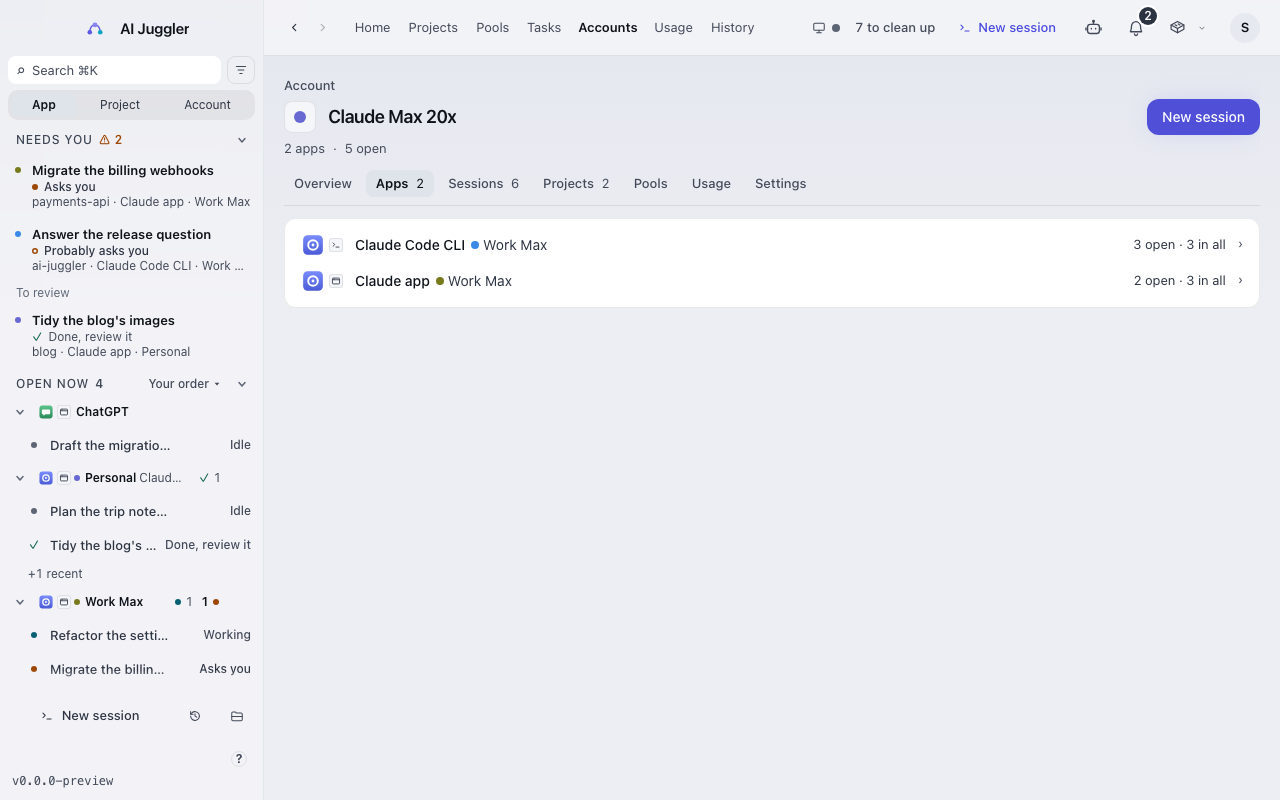 AI Juggler
Search ⌘K
App Project Account
NEEDS YOU 2
Migrate the billing webhooks
Asks you
payments-api · Claude app · Work Max
Answer the release question
Probably asks you
ai-juggler · Claude Code CLI · Work ...
To review
Tidy the blog's images
Done, review it
blog · Claude app · Personal
OPEN NOW 4 Your order
ChatGPT
Draft the migratio... Idle
Personal Claud... 1
Plan the trip note... Idle
Tidy the blog's ... Done, review it
+1 recent
Work Max 1 1
Refactor the setti... Working
Migrate the billin... Asks you
New session
?
v0.0.0-preview
Home Projects Pools Tasks Accounts Usage History 7 to clean up New session 2 S
Account
Claude Max 20x
New session
2 apps · 5 open
Overview Apps 2 Sessions 6 Projects 2 Pools Usage Settings
Claude Code CLI Work Max 3 open · 3 in all
Claude app Work Max 2 open · 3 in all